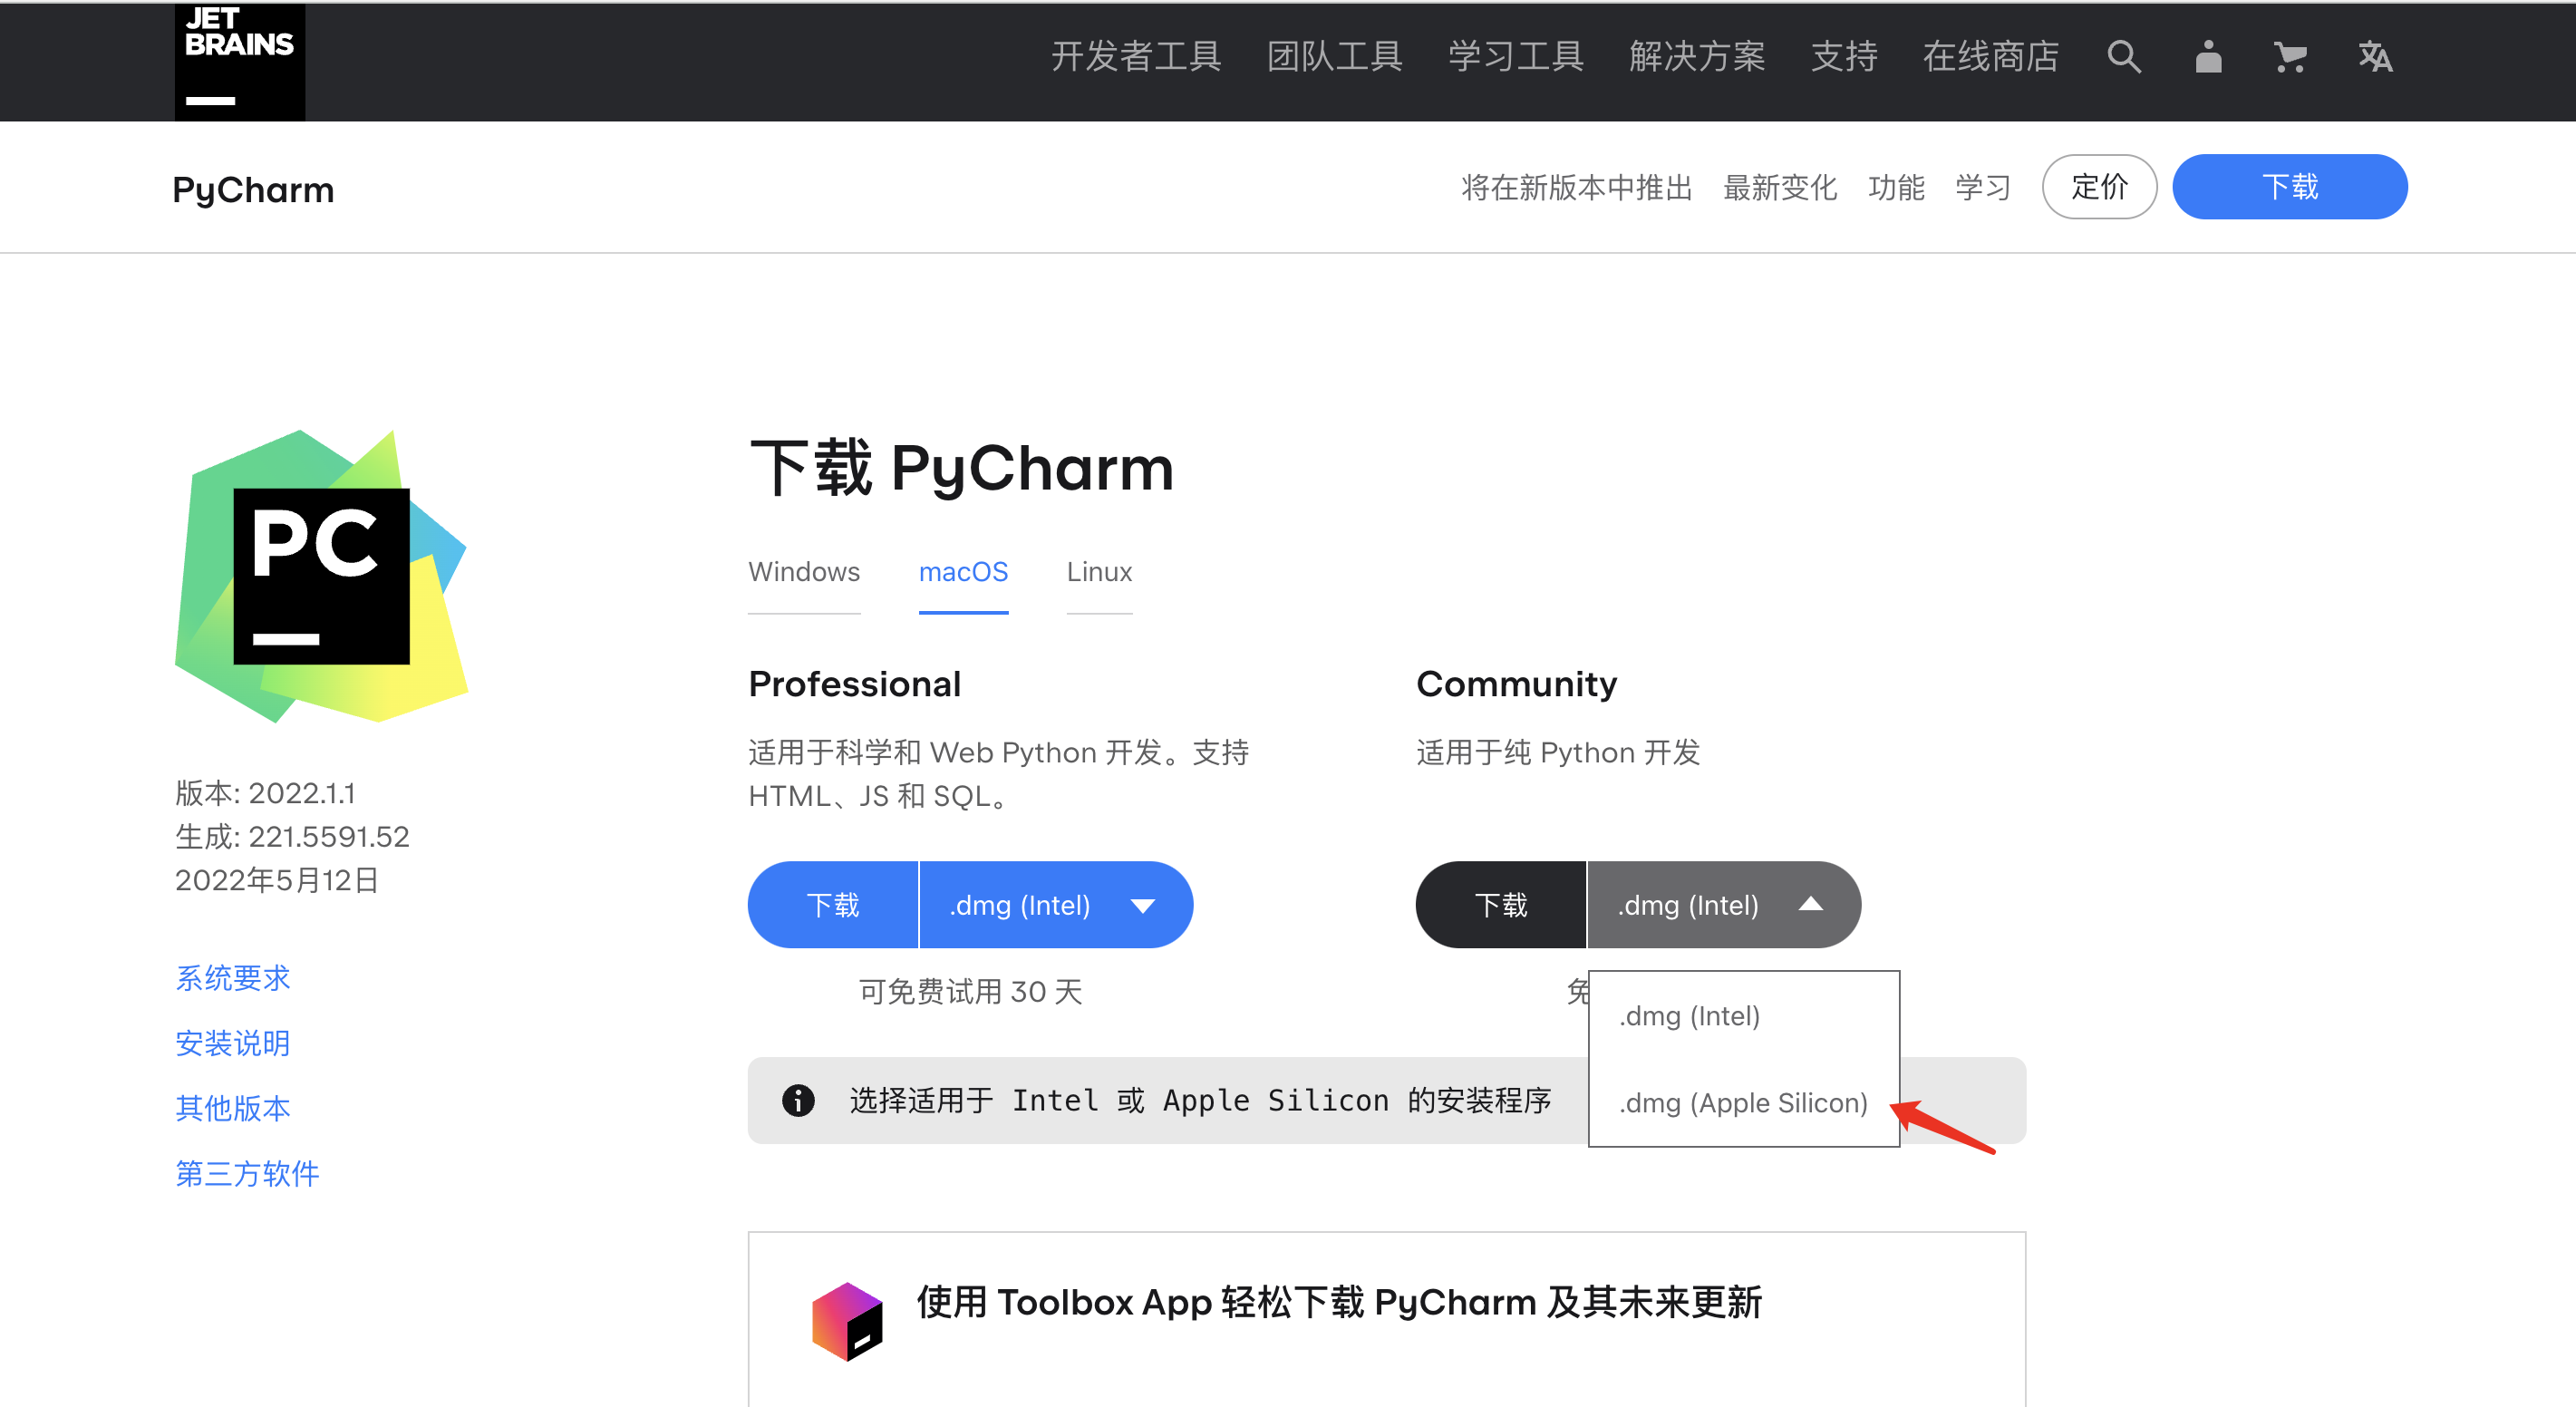 JET
BRAINS
开发者工具 团队工具 学习工具 解决方案 支持 在线商店
PyCharm
将在新版本中推出 最新变化 功能 学习 定价 下载
PC
版本: 2022.1.1
生成: 221.5591.52
2022年5月12日
系统要求
安装说明
其他版本
第三方软件
下载 PyCharm
Windows macOS Linux
Professional
适用于科学和 Web Python 开发。支持
HTML、JS 和 SQL。
下载 .dmg (Intel)
可免费试用 30 天
Community
适用于纯 Python 开发
下载 .dmg (Intel)
免
.dmg (Intel)
.dmg (Apple Silicon)
选择适用于 Intel 或 Apple Silicon 的安装程序
使用 Toolbox App 轻松下载 PyCharm 及其未来更新